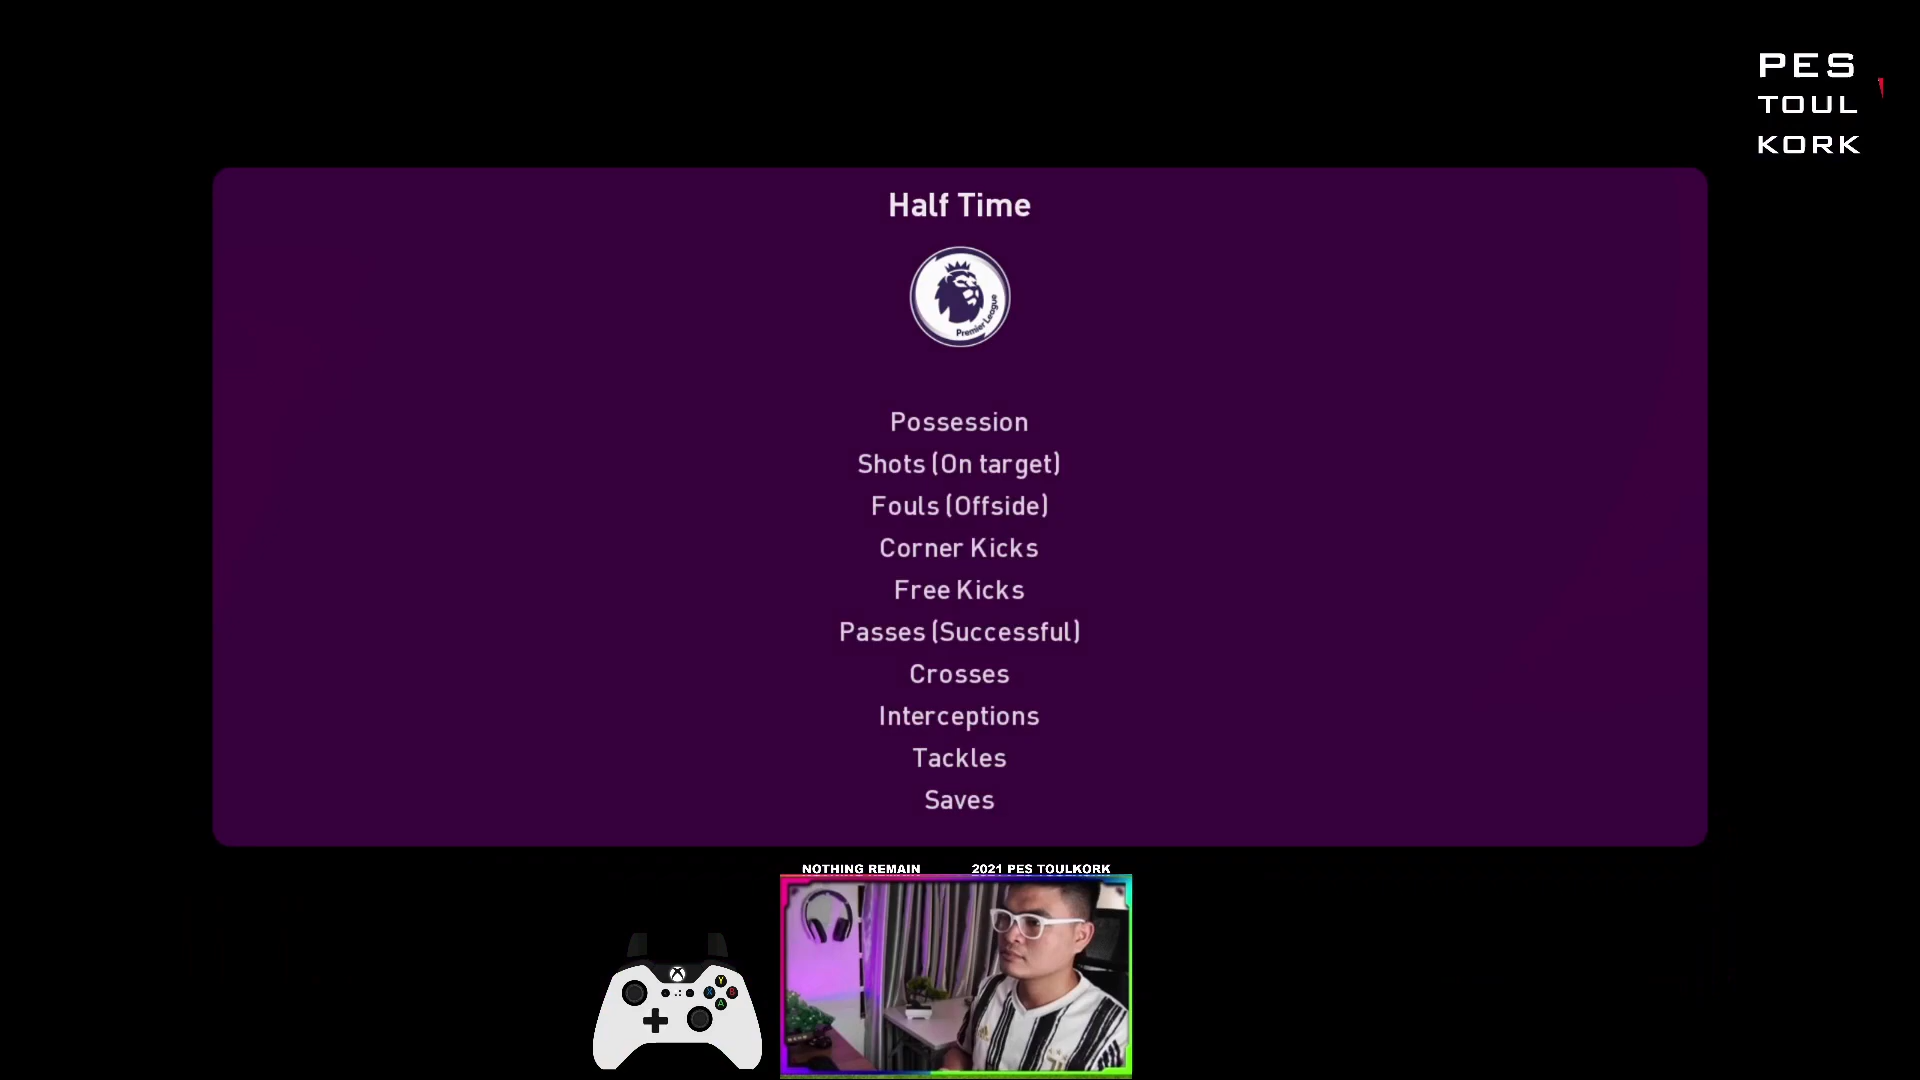 PES
TOUL
KORK
Half Time
Premier League
Possession
Shots (On target)
Fouls (Offside)
Corner Kicks
Free Kicks
Passes (Successful)
Crosses
Interceptions
Tackles
Saves
NOTHING REMAIN
2021 PES TOULKORK
Y
X
B
A